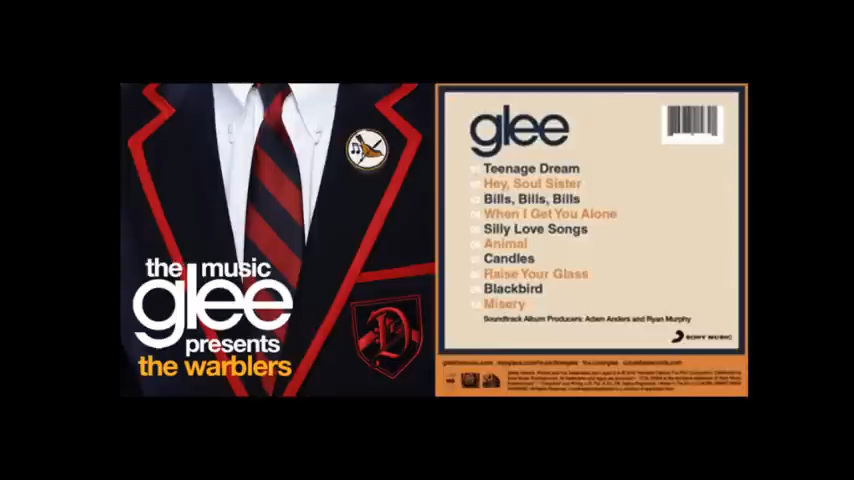 the music
glee
presents
the warblers
D
glee
Teenage Dream
Hey, Soul Sister
Bills, Bills, Bills
When I Get You Alone
Silly Love Songs
Animal
Candles
Raise Your Glass
Blackbird
Misery
Soundtrack Album Producers: Adam Anders and Ryan Murphy
SONY MUSIC